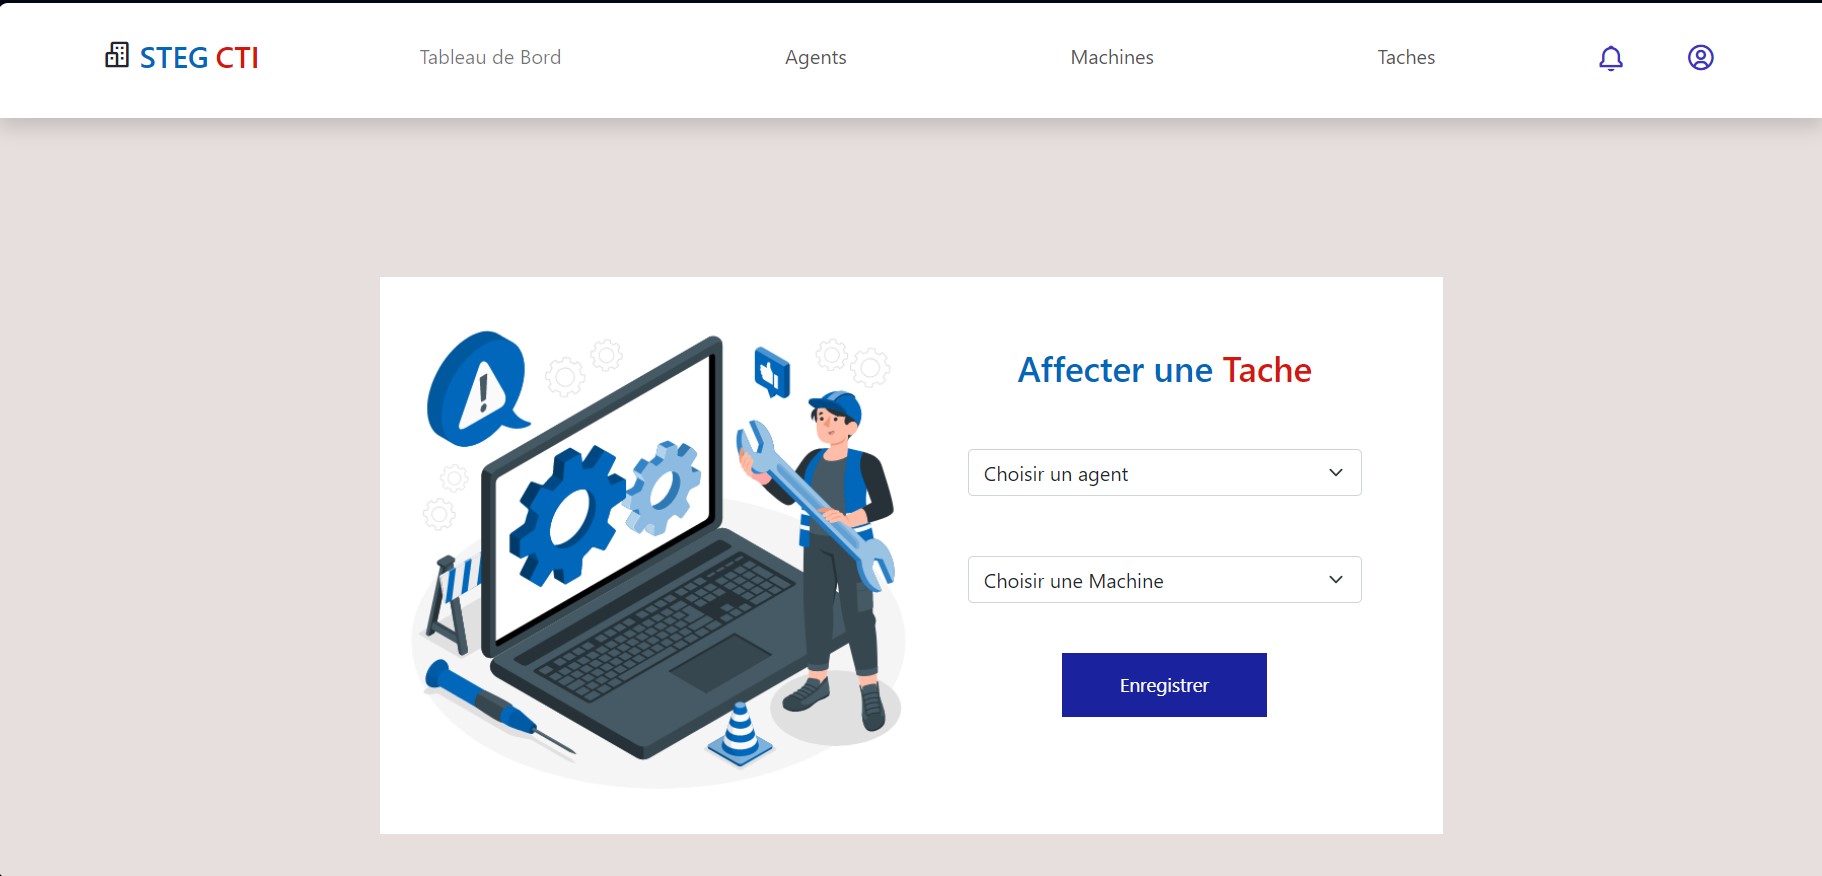 STEG CTI
Tableau de Bord
Agents
Machines
Taches
Affecter une Tache
Choisir un agent
Choisir une Machine
Enregistrer